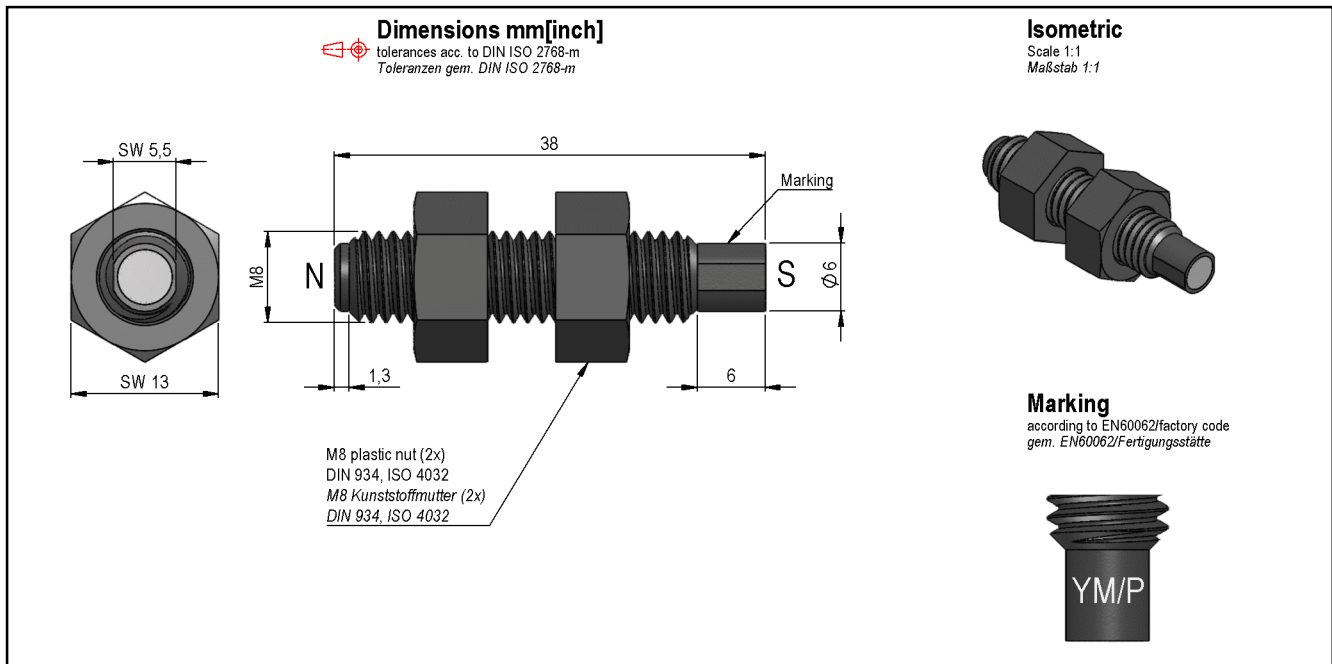 Dimensions mm[inch]
tolerances acc. to DIN ISO 2768-m
Toleranzen gem. DIN ISO 2768-m
Isometric
Scale 1:1
Maßstab 1:1
SW 5,5
SW 13
38
Marking
M8
N
S
Ø6
1,3
6
M8 plastic nut (2x)
DIN 934, ISO 4032
M8 Kunststoffmutter (2x)
DIN 934, ISO 4032
Marking
according to EN60062/factory code
gem. EN60062/Fertigungsstätte
YM/P